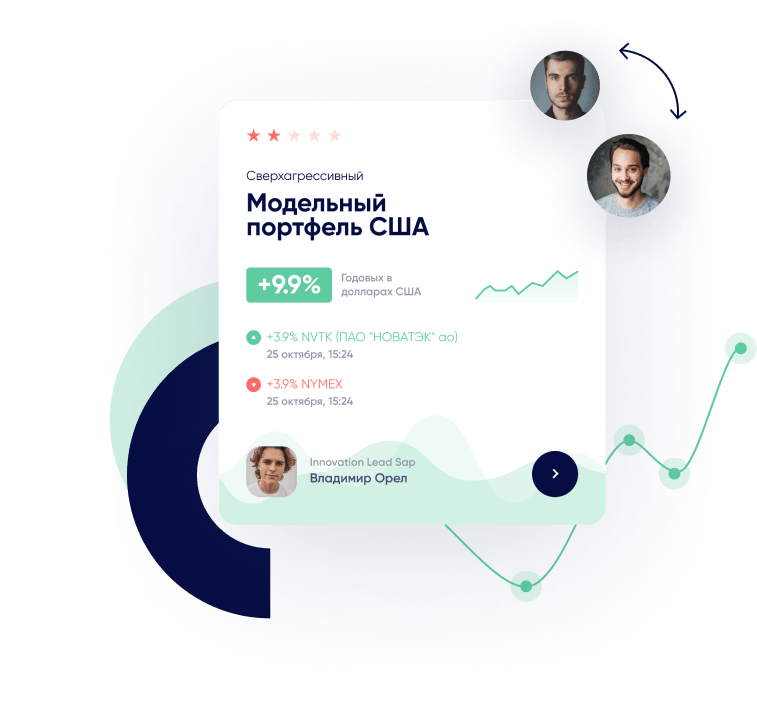 Сверхагрессивный
Модельный
портфель США
+9.9%
Годовых в
долларах США
+3.9% NVTK (ПАО "НОВАТЭК" ао)
25 октября, 15:24
+3.9% NYMEX
25 октября, 15:24
Innovation Lead Sap
Владимир Орел